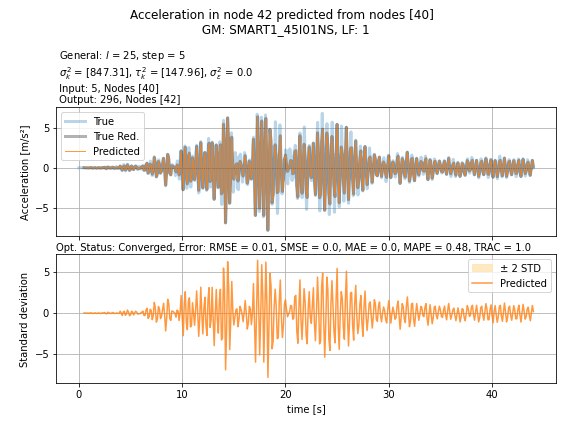 Acceleration in node 42 predicted from nodes [40]
GM: SMART1_45I01NS, LF: 1
General: l = 25, step = 5
σ²ₖ = [847.31], τ²ₖ = [147.96], σ²ε = 0.0
Input: 5, Nodes [40]
Output: 296, Nodes [42]
True
True Red.
Predicted
Acceleration [m/s²]
5
0
−5
Opt. Status: Converged, Error: RMSE = 0.01, SMSE = 0.0, MAE = 0.0, MAPE = 0.48, TRAC = 1.0
± 2 STD
Predicted
Standard deviation
5
0
−5
0 10 20 30 40
time [s]